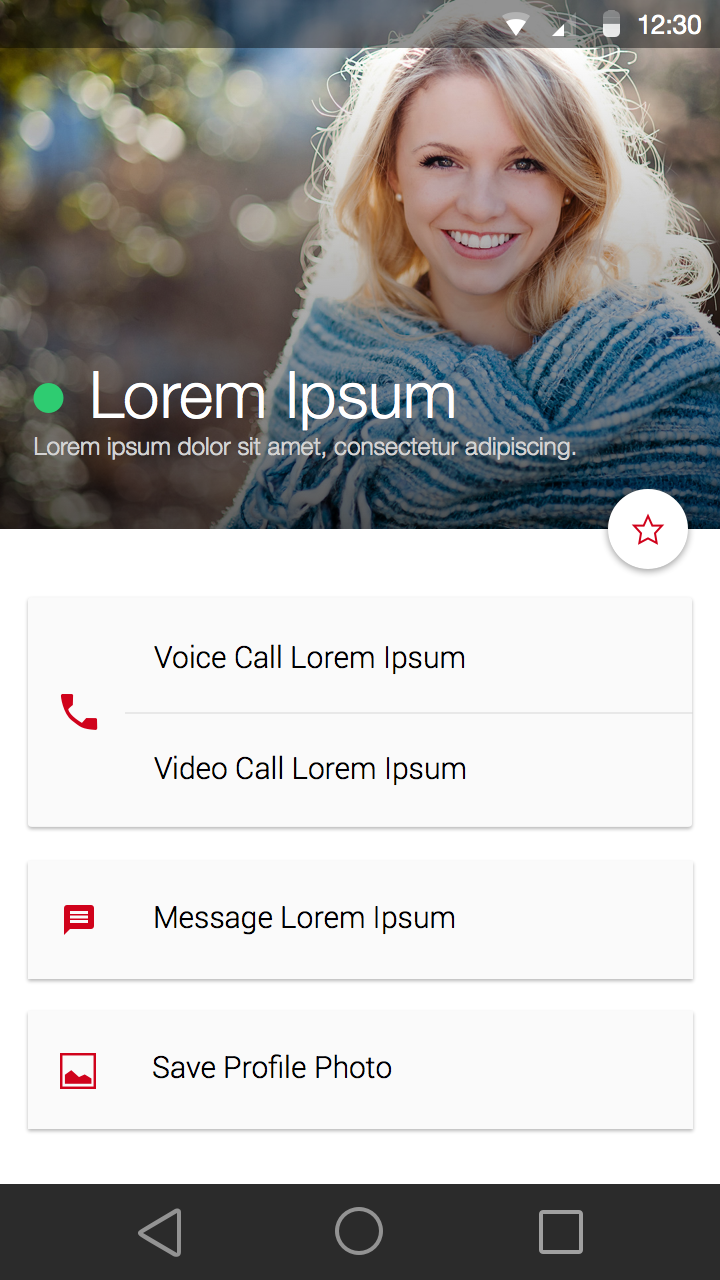 12:30
Lorem Ipsum
Lorem ipsum dolor sit amet, consectetur adipiscing.
Voice Call Lorem Ipsum
Video Call Lorem Ipsum
Message Lorem Ipsum
Save Profile Photo